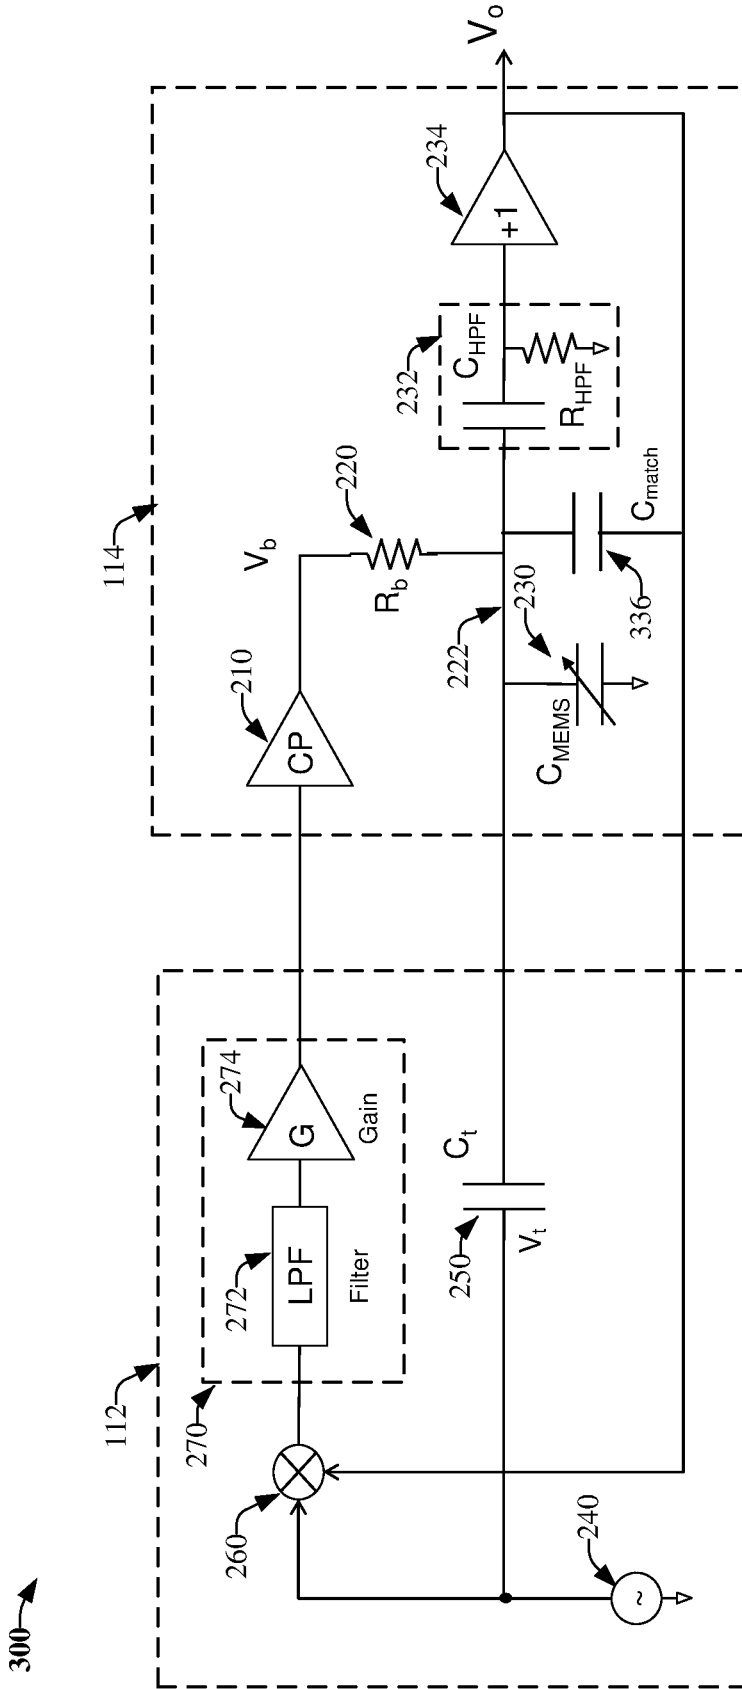 300
112
114
260
270
272
LPF
Filter
274
G
Gain
210
CP
V_b
220
R_b
240
~
250
V_t
C_t
222
230
C_MEMS
336
C_match
232
C_HPF
R_HPF
234
+1
V_o